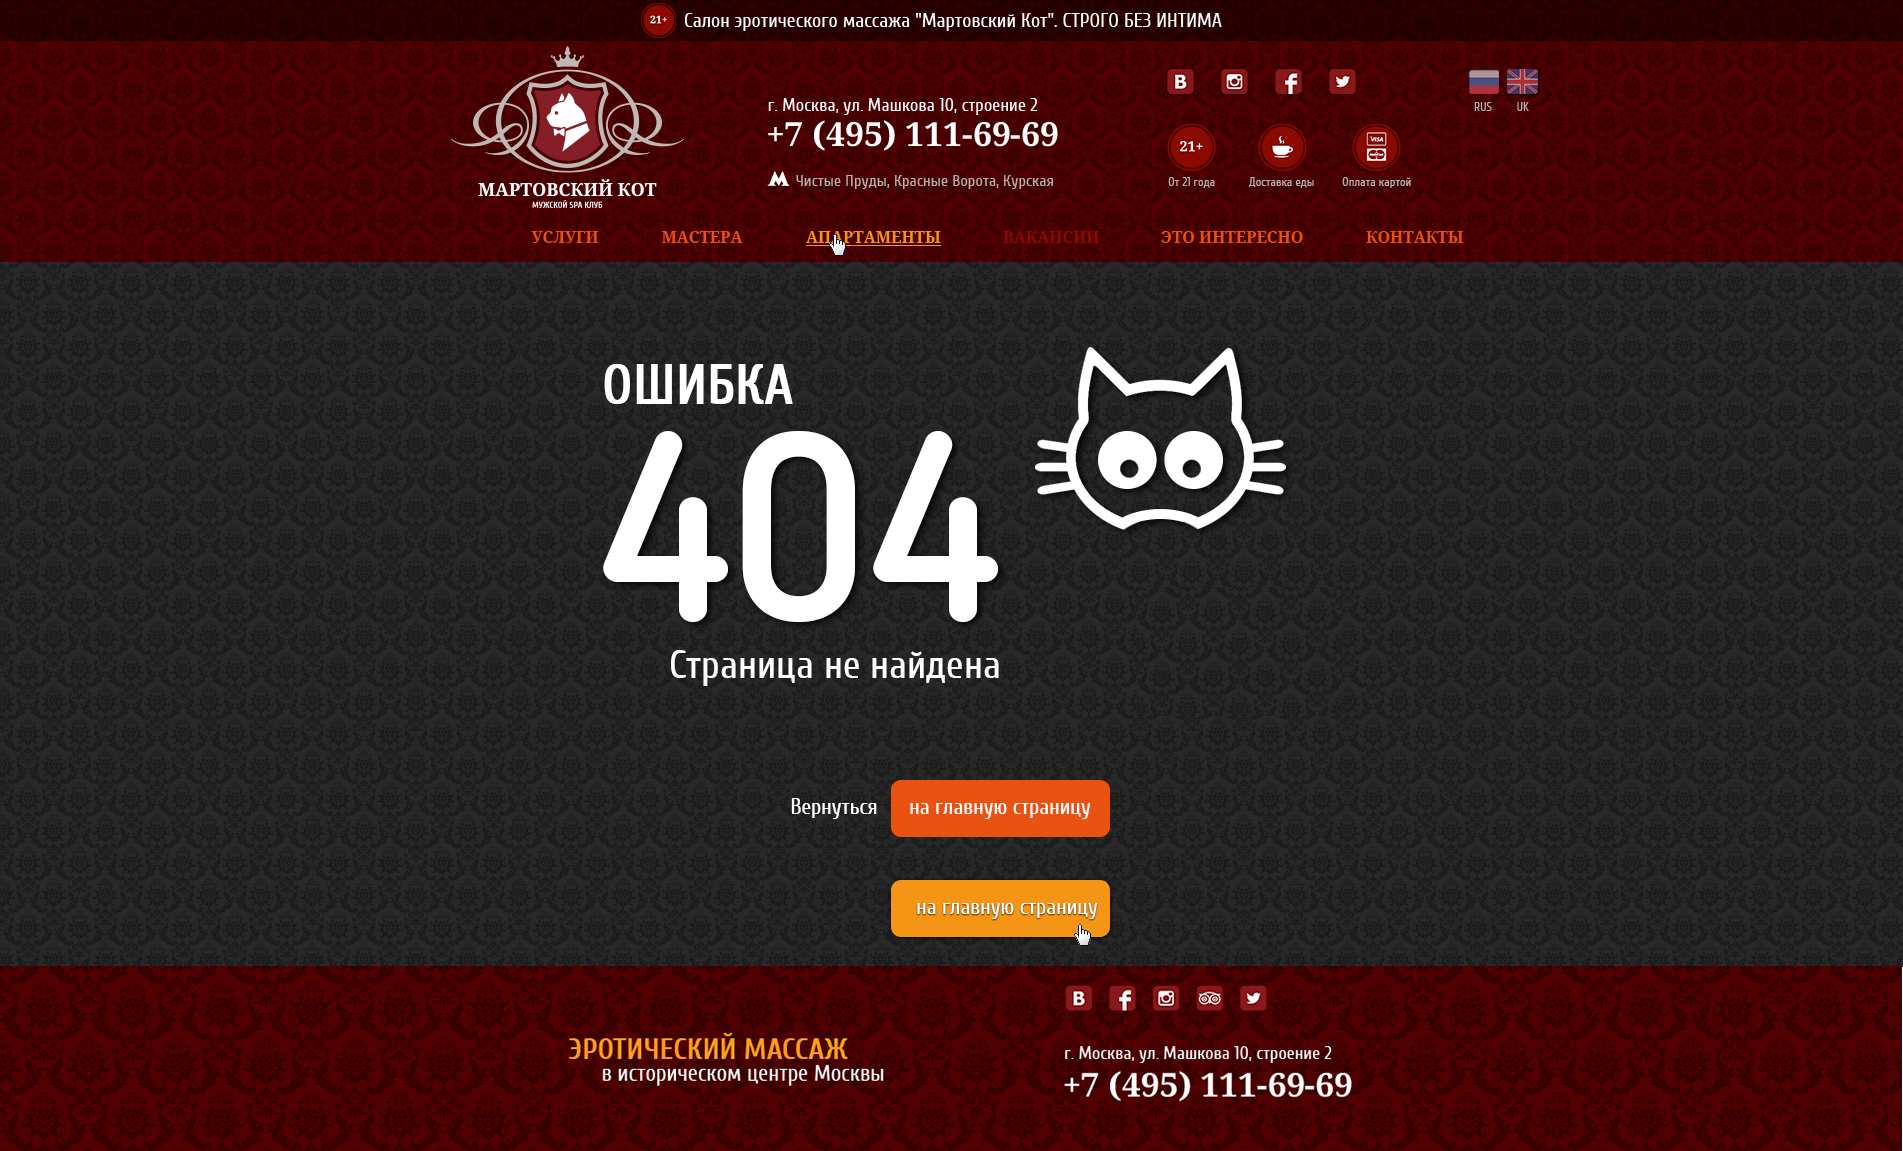 21+ Салон эротического массажа "Мартовский Кот". СТРОГО БЕЗ ИНТИМА
МАРТОВСКИЙ КОТ
МУЖСКОЙ SPA КЛУБ
г. Москва, ул. Машкова 10, строение 2
+7 (495) 111-69-69
Чистые Пруды, Красные Ворота, Курская
B
RUS
UK
21+
VISA
От 21 года
Доставка еды
Оплата картой
УСЛУГИ
МАСТЕРА
АПАРТАМЕНТЫ
ВАКАНСИИ
ЭТО ИНТЕРЕСНО
КОНТАКТЫ
ОШИБКА
404
Страница не найдена
Вернуться на главную страницу
на главную страницу
B
ЭРОТИЧЕСКИЙ МАССАЖ
в историческом центре Москвы
г. Москва, ул. Машкова 10, строение 2
+7 (495) 111-69-69